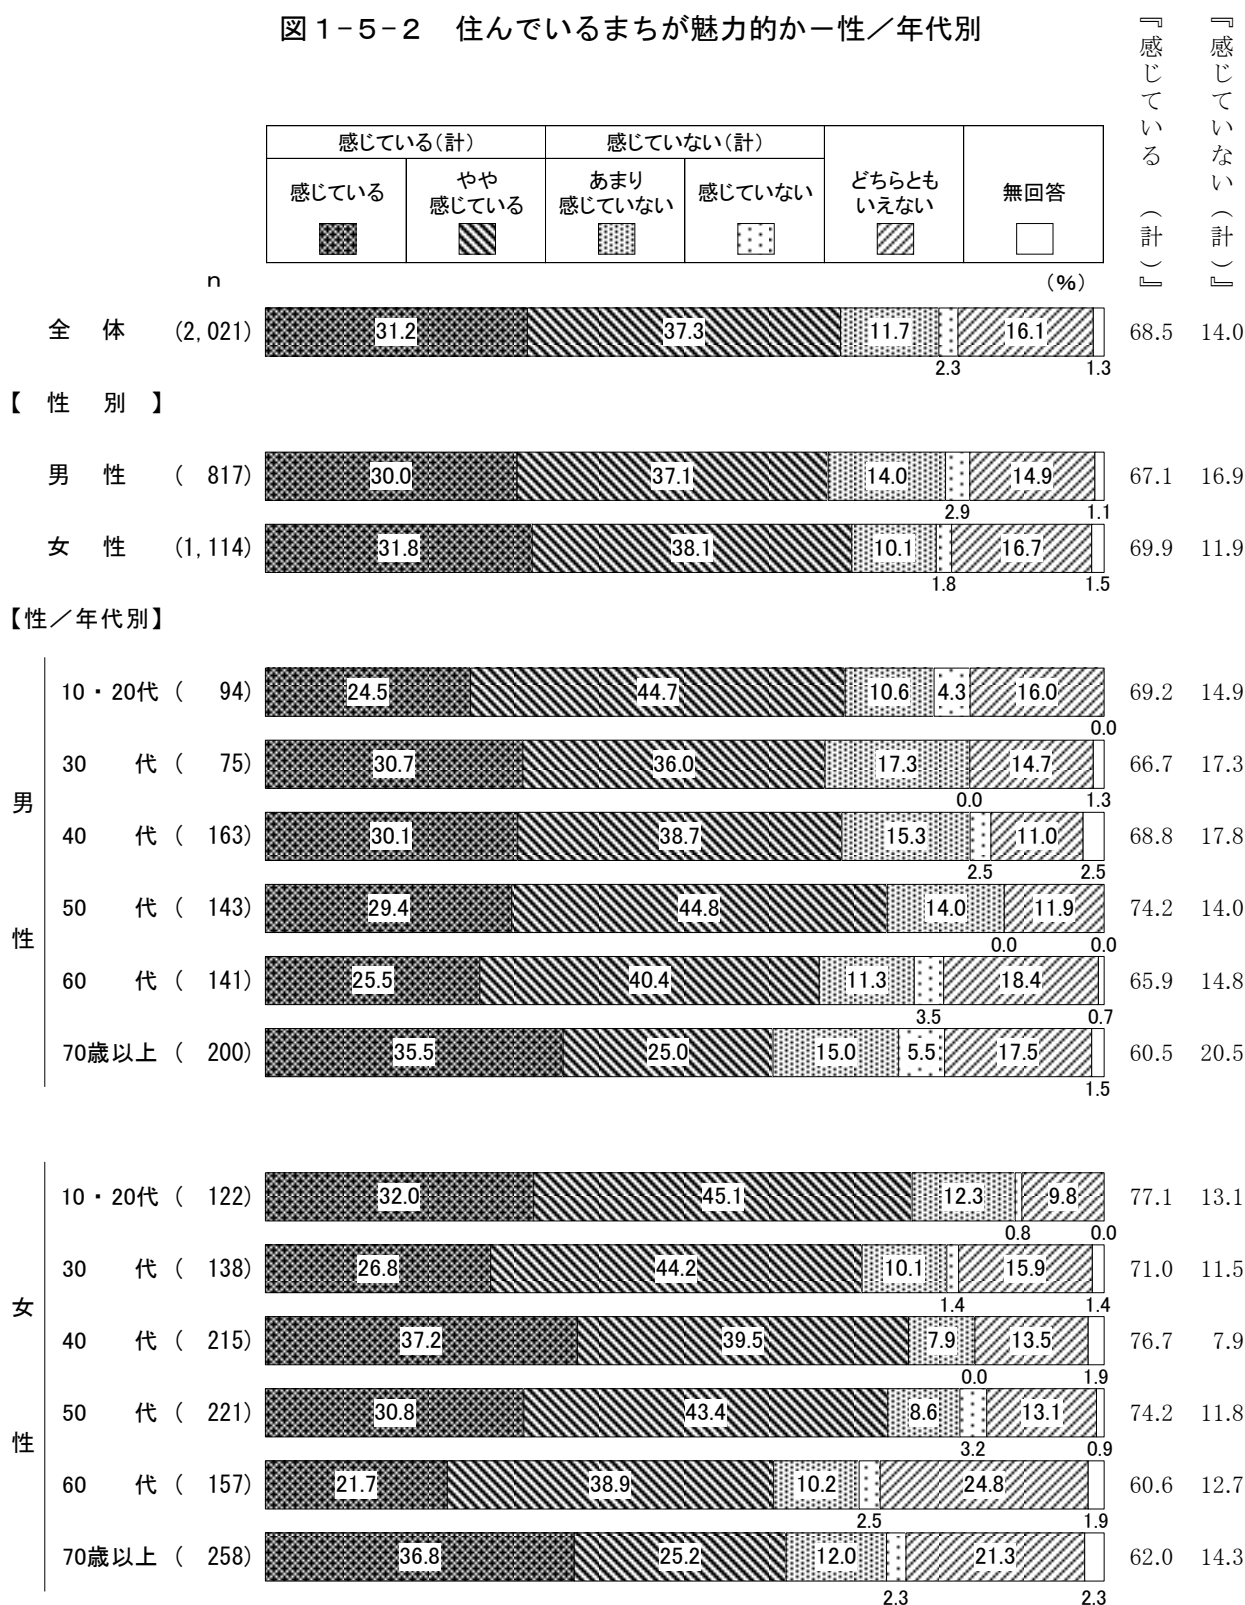 図１-５-２　住んでいるまちが魅力的かー性／年代別
『感じている（計）』
『感じていない（計）』
感じている(計) 感じていない(計)
感じている やや感じている あまり感じていない 感じていない どちらともいえない 無回答
n (％)
全体 (2,021) 31.2 37.3 11.7 2.3 16.1 1.3 68.5 14.0
【性別】
男性 (817) 30.0 37.1 14.0 2.9 14.9 1.1 67.1 16.9
女性 (1,114) 31.8 38.1 10.1 1.8 16.7 1.5 69.9 11.9
【性／年代別】
男性
10・20代 (94) 24.5 44.7 10.6 4.3 16.0 0.0 69.2 14.9
30代 (75) 30.7 36.0 17.3 0.0 14.7 1.3 66.7 17.3
40代 (163) 30.1 38.7 15.3 2.5 11.0 2.5 68.8 17.8
50代 (143) 29.4 44.8 14.0 0.0 11.9 0.0 74.2 14.0
60代 (141) 25.5 40.4 11.3 3.5 18.4 0.7 65.9 14.8
70歳以上 (200) 35.5 25.0 15.0 5.5 17.5 1.5 60.5 20.5
女性
10・20代 (122) 32.0 45.1 12.3 0.8 9.8 0.0 77.1 13.1
30代 (138) 26.8 44.2 10.1 1.4 15.9 1.4 71.0 11.5
40代 (215) 37.2 39.5 7.9 0.0 13.5 1.9 76.7 7.9
50代 (221) 30.8 43.4 8.6 3.2 13.1 0.9 74.2 11.8
60代 (157) 21.7 38.9 10.2 2.5 24.8 1.9 60.6 12.7
70歳以上 (258) 36.8 25.2 12.0 2.3 21.3 2.3 62.0 14.3